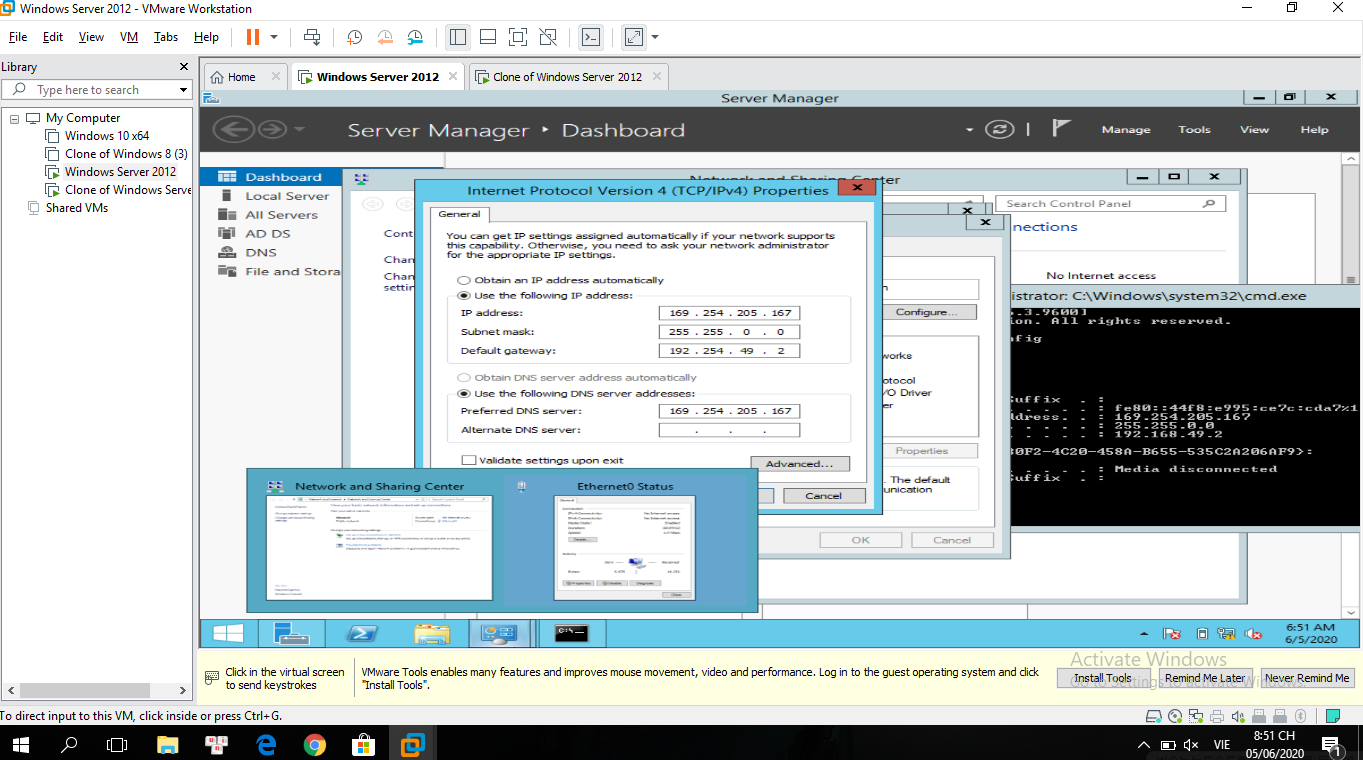 Windows Server 2012 - VMware Workstation
File Edit View VM Tabs Help
Library
Type here to search
My Computer
Windows 10 x64
Clone of Windows 8 (3)
Windows Server 2012
Clone of Windows Serve
Shared VMs
Home
Windows Server 2012
Clone of Windows Server 2012
Server Manager
Server Manager Dashboard
Manage Tools View Help
Dashboard
Local Server
All Servers
AD DS
DNS
File and Stora
Network and Sharing Center
Search Control Panel
Cont
Chan
Chan
settin
nnections
No Internet access
Internet Protocol Version 4 (TCP/IPv4) Properties
General
You can get IP settings assigned automatically if your network supports
this capability. Otherwise, you need to ask your network administrator
for the appropriate IP settings.
Obtain an IP address automatically
Use the following IP address:
IP address: 169 . 254 . 205 . 167
Subnet mask: 255 . 255 . 0 . 0
Default gateway: 192 . 254 . 49 . 2
Obtain DNS server address automatically
Use the following DNS server addresses:
Preferred DNS server: 169 . 254 . 205 . 167
Alternate DNS server: . . .
Validate settings upon exit
Advanced...
Cancel
Configure...
works
otocol
/O Driver
er
Properties
. The default
unication
OK Cancel
istrator: C:\Windows\system32\cmd.exe
.3.9600]
ion. All rights reserved.
fig
Suffix . :
. . . . . : fe80::44f8:e995:ce7c:cda7%1
ddress. . : 169.254.205.167
. . . . . : 255.255.0.0
. . . . . : 192.168.49.2
80F2-4C20-458A-B655-535C2A206AF9}:
. . . . . : Media disconnected
Suffix . :
Network and Sharing Center
Ethernet0 Status
6:51 AM
6/5/2020
Click in the virtual screen
to send keystrokes
VMware Tools enables many features and improves mouse movement, video and performance. Log in to the guest operating system and click
"Install Tools".
Install Tools
Remind Me Later
Never Remind Me
Activate Windows
Go to Settings to activate Windows.
To direct input to this VM, click inside or press Ctrl+G.
VIE
8:51 CH
05/06/2020
1